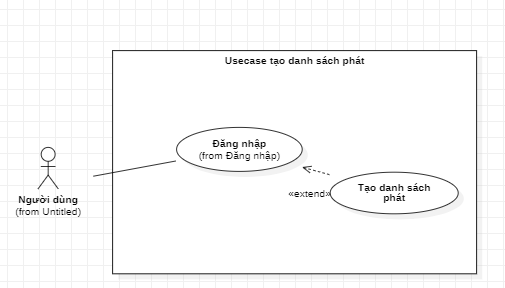 Usecase tạo danh sách phát
Đăng nhập
(from Đăng nhập)
Người dùng
(from Untitled)
«extend»
Tạo danh sách
phát